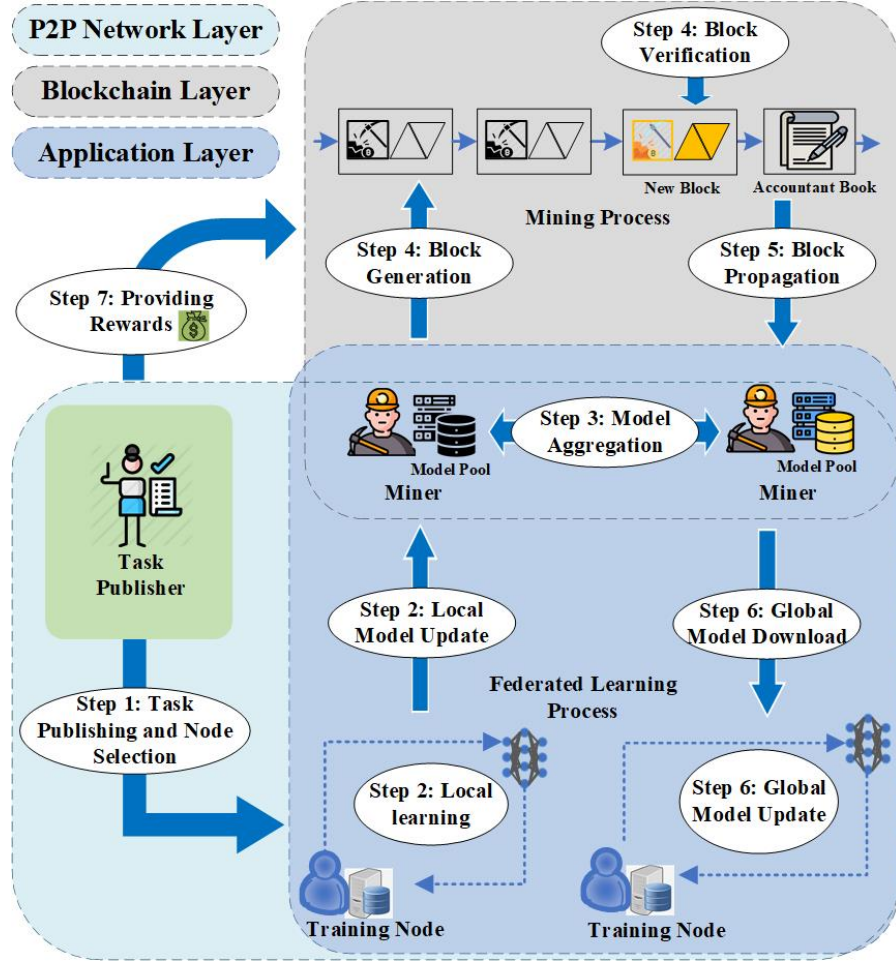 P2P Network Layer
Blockchain Layer
Application Layer
Step 4: Block
Verification
New Block
Accountant Book
Mining Process
Step 4: Block
Generation
Step 5: Block
Propagation
Step 7: Providing
Rewards
Step 3: Model
Aggregation
Model Pool
Miner
Model Pool
Miner
Task
Publisher
Step 2: Local
Model Update
Step 6: Global
Model Download
Step 1: Task
Publishing and Node
Selection
Federated Learning
Process
Step 2: Local
learning
Step 6: Global
Model Update
Training Node
Training Node